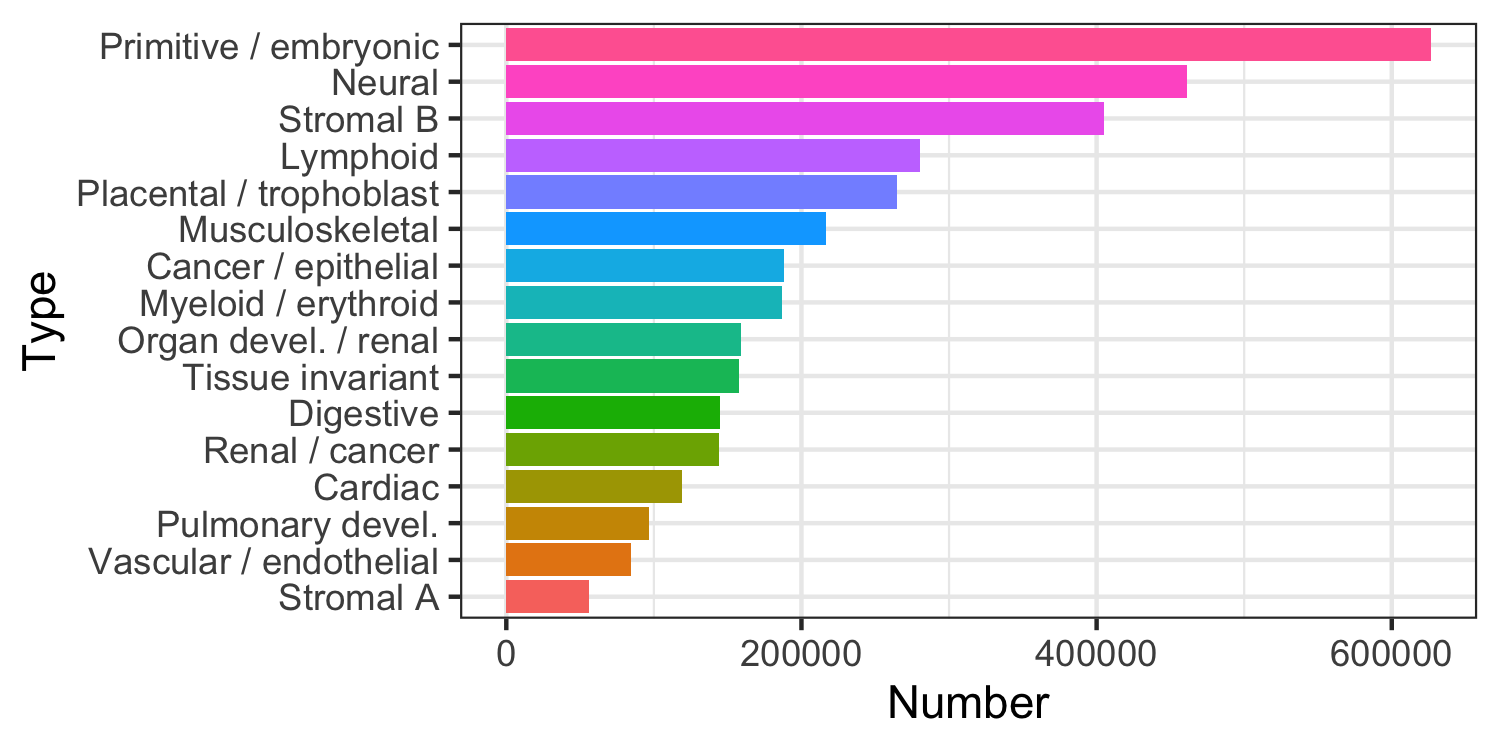 Primitive / embryonic
Neural
Stromal B
Lymphoid
Placental / trophoblast
Musculoskeletal
Cancer / epithelial
Myeloid / erythroid
Organ devel. / renal
Tissue invariant
Digestive
Renal / cancer
Cardiac
Pulmonary devel.
Vascular / endothelial
Stromal A
Type
0 200000 400000 600000
Number